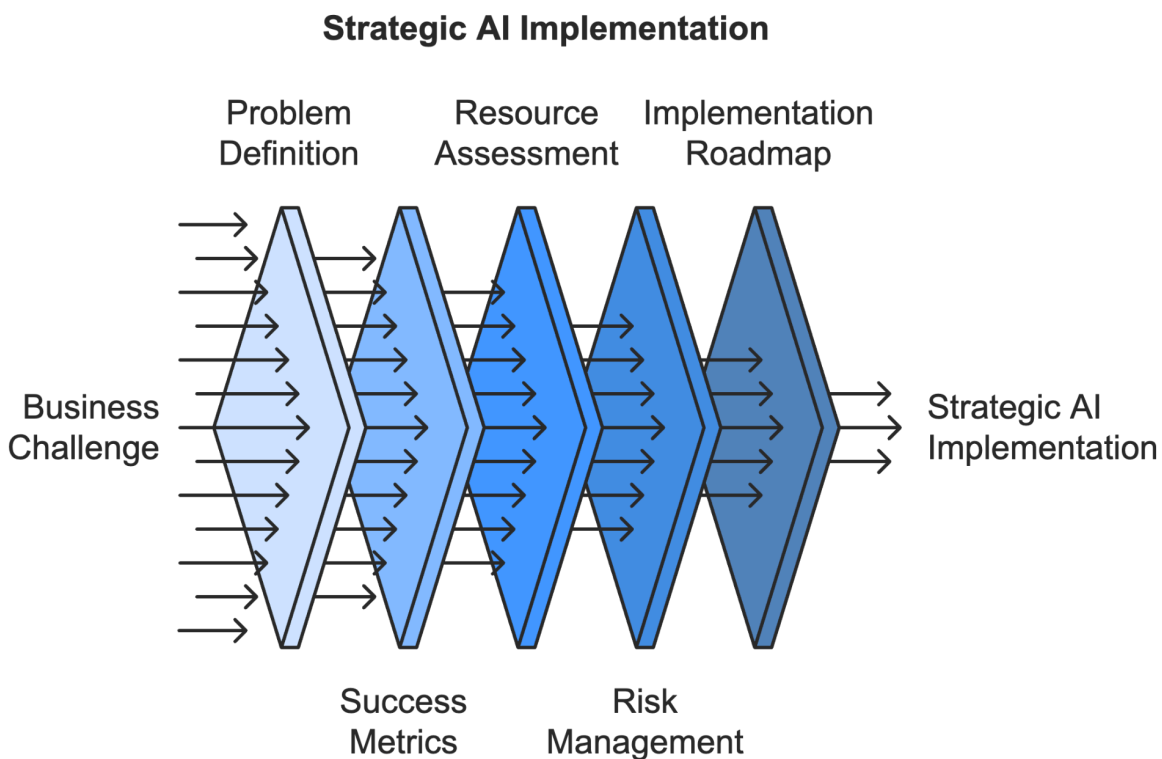 Strategic AI Implementation
Problem
Definition
Resource
Assessment
Implementation
Roadmap
Business
Challenge
Strategic AI
Implementation
Success
Metrics
Risk
Management